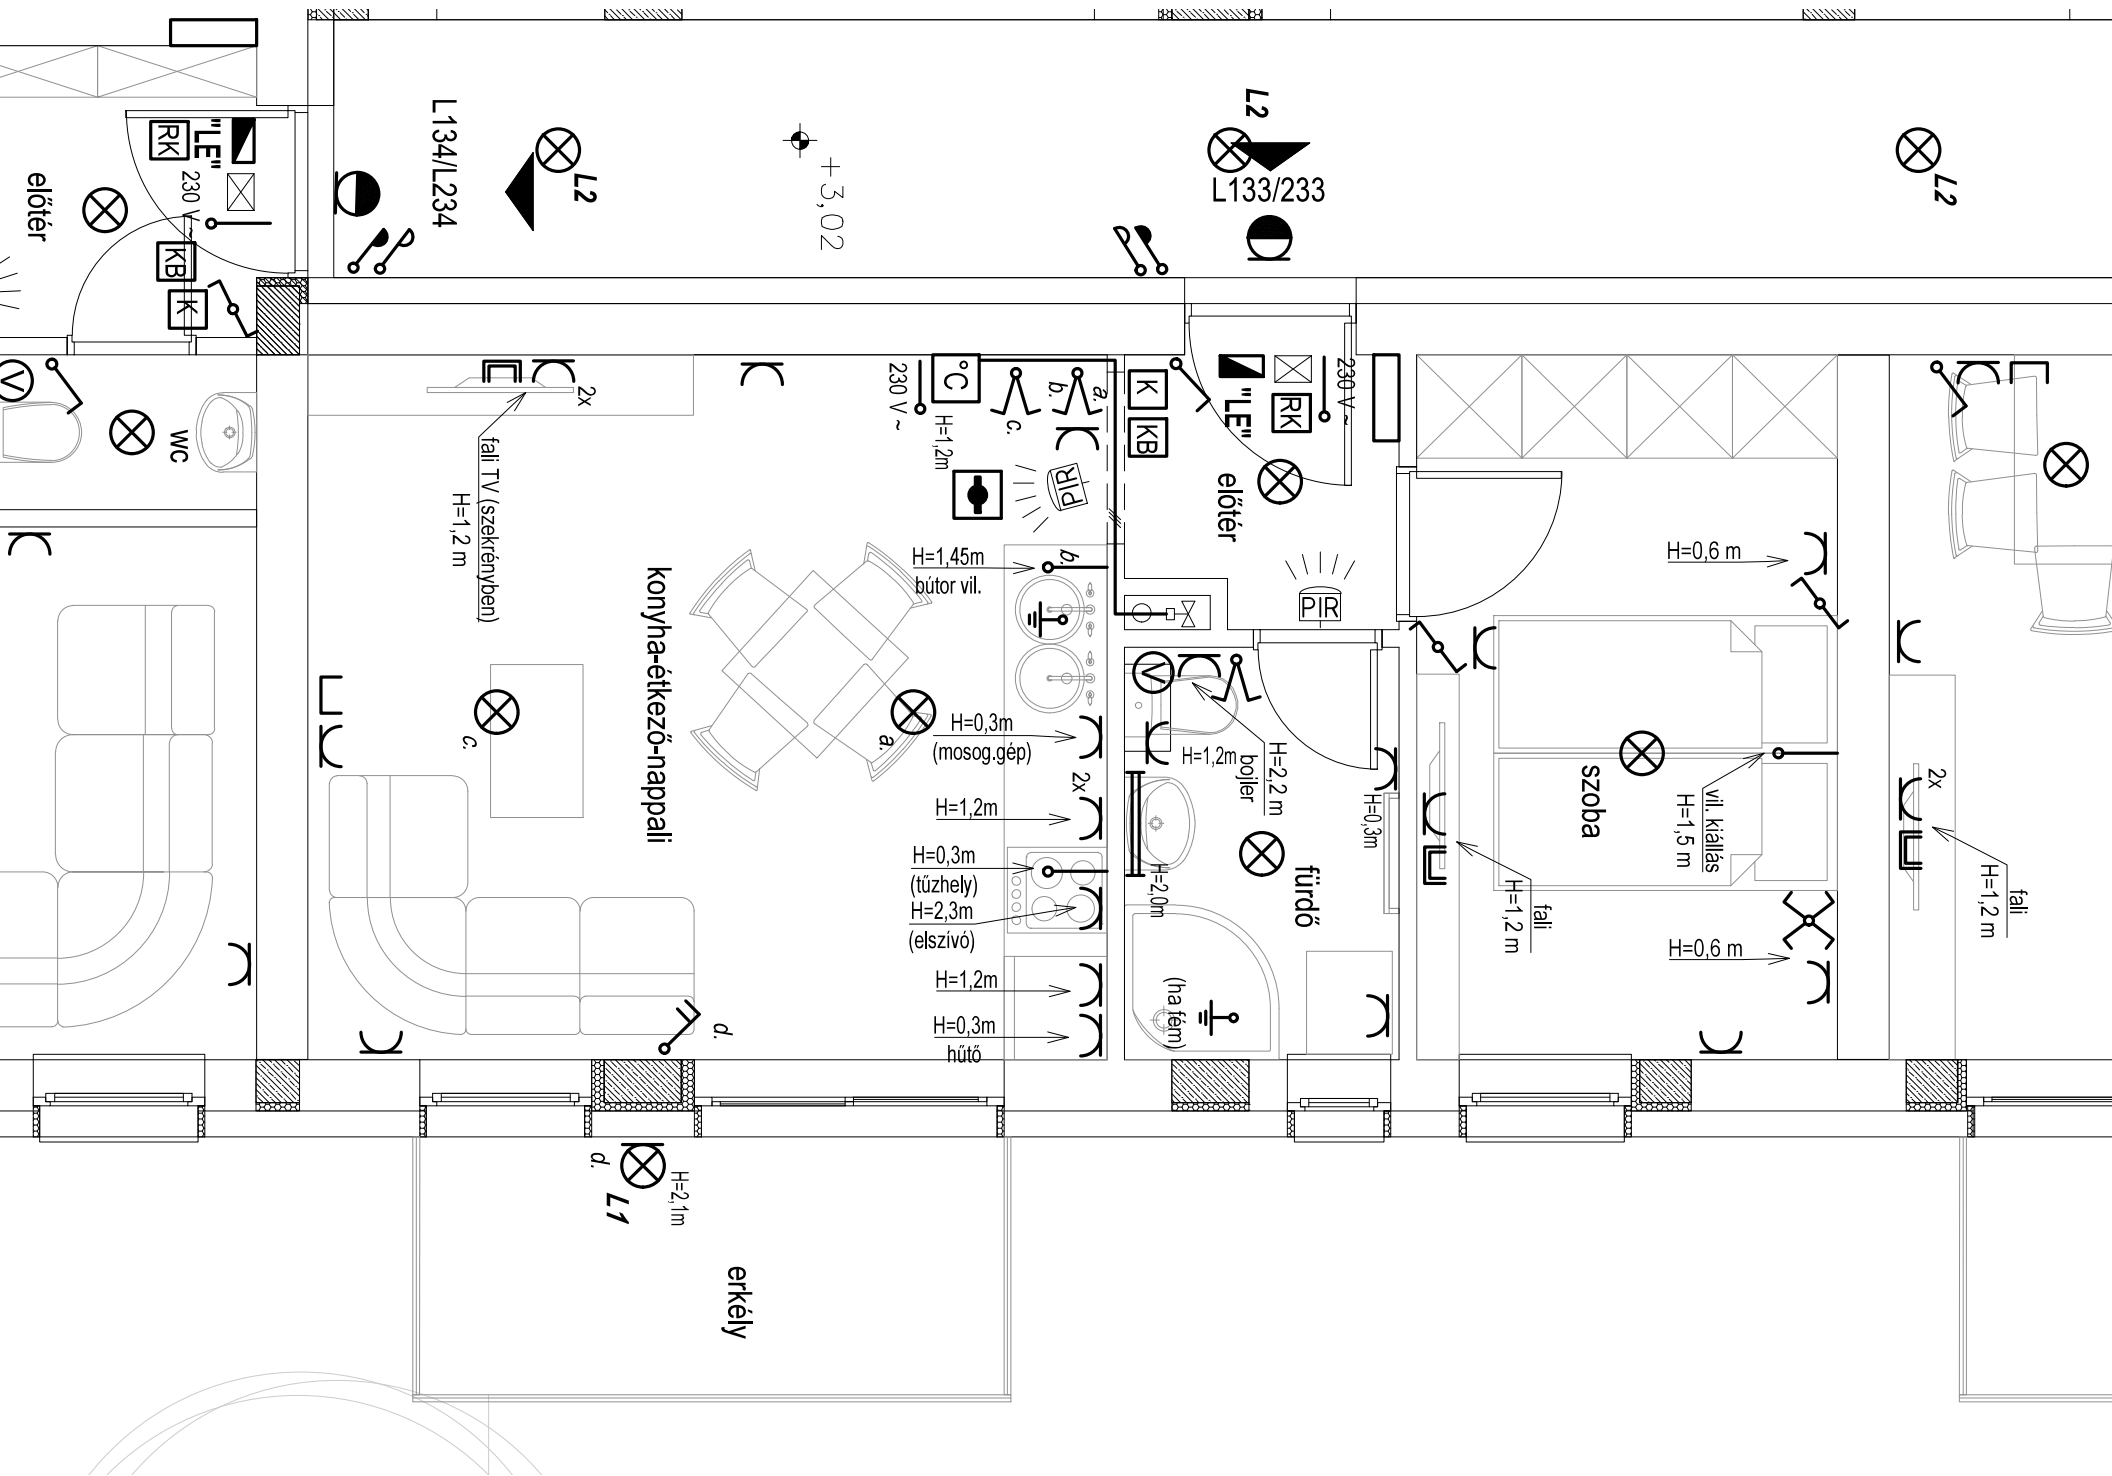 L2
L134/L234
L2
+3,02
L133/233
L2
"LE"
RK
230 V ~
előtér
KB
K
V
WC
2x
fali TV (szekrényben)
H=1,2 m
230 V ~
°C
H=1,2m
a.
b.
c.
K
KB
"LE"
RK
230 V ~
PIR
előtér
H=1,45m
bútor vil.
b.
PIR
H=0,6 m
konyha-étkező-nappali
c.
a.
H=0,3m
(mosog.gép)
2x
H=1,2m
H=0,3m
(tűzhely)
H=2,3m
(elszívó)
H=1,2m
H=0,3m
hűtő
V
H=1,2m
H=2,2 m
bojler
H=0,3m
H=2,0m
fürdő
(ha fém)
szoba
vil. kiállás
H=1,5 m
fali
H=1,2 m
H=0,6 m
2x
fali
H=1,2 m
d.
d.
L1
H=2,1m
erkély